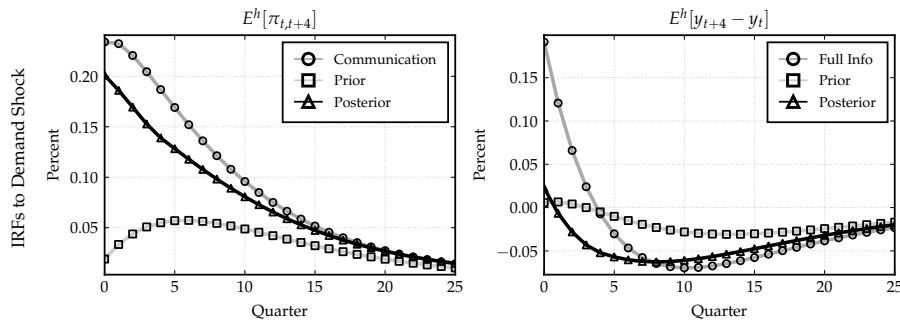 E^h[π_{t,t+4}]
E^h[y_{t+4} − y_t]
IRFs to Demand Shock
Percent
0.20
0.15
0.10
0.05
Communication
Prior
Posterior
0 5 10 15 20 25
Quarter
Percent
0.15
0.10
0.05
0.00
−0.05
Full Info
Prior
Posterior
0 5 10 15 20 25
Quarter